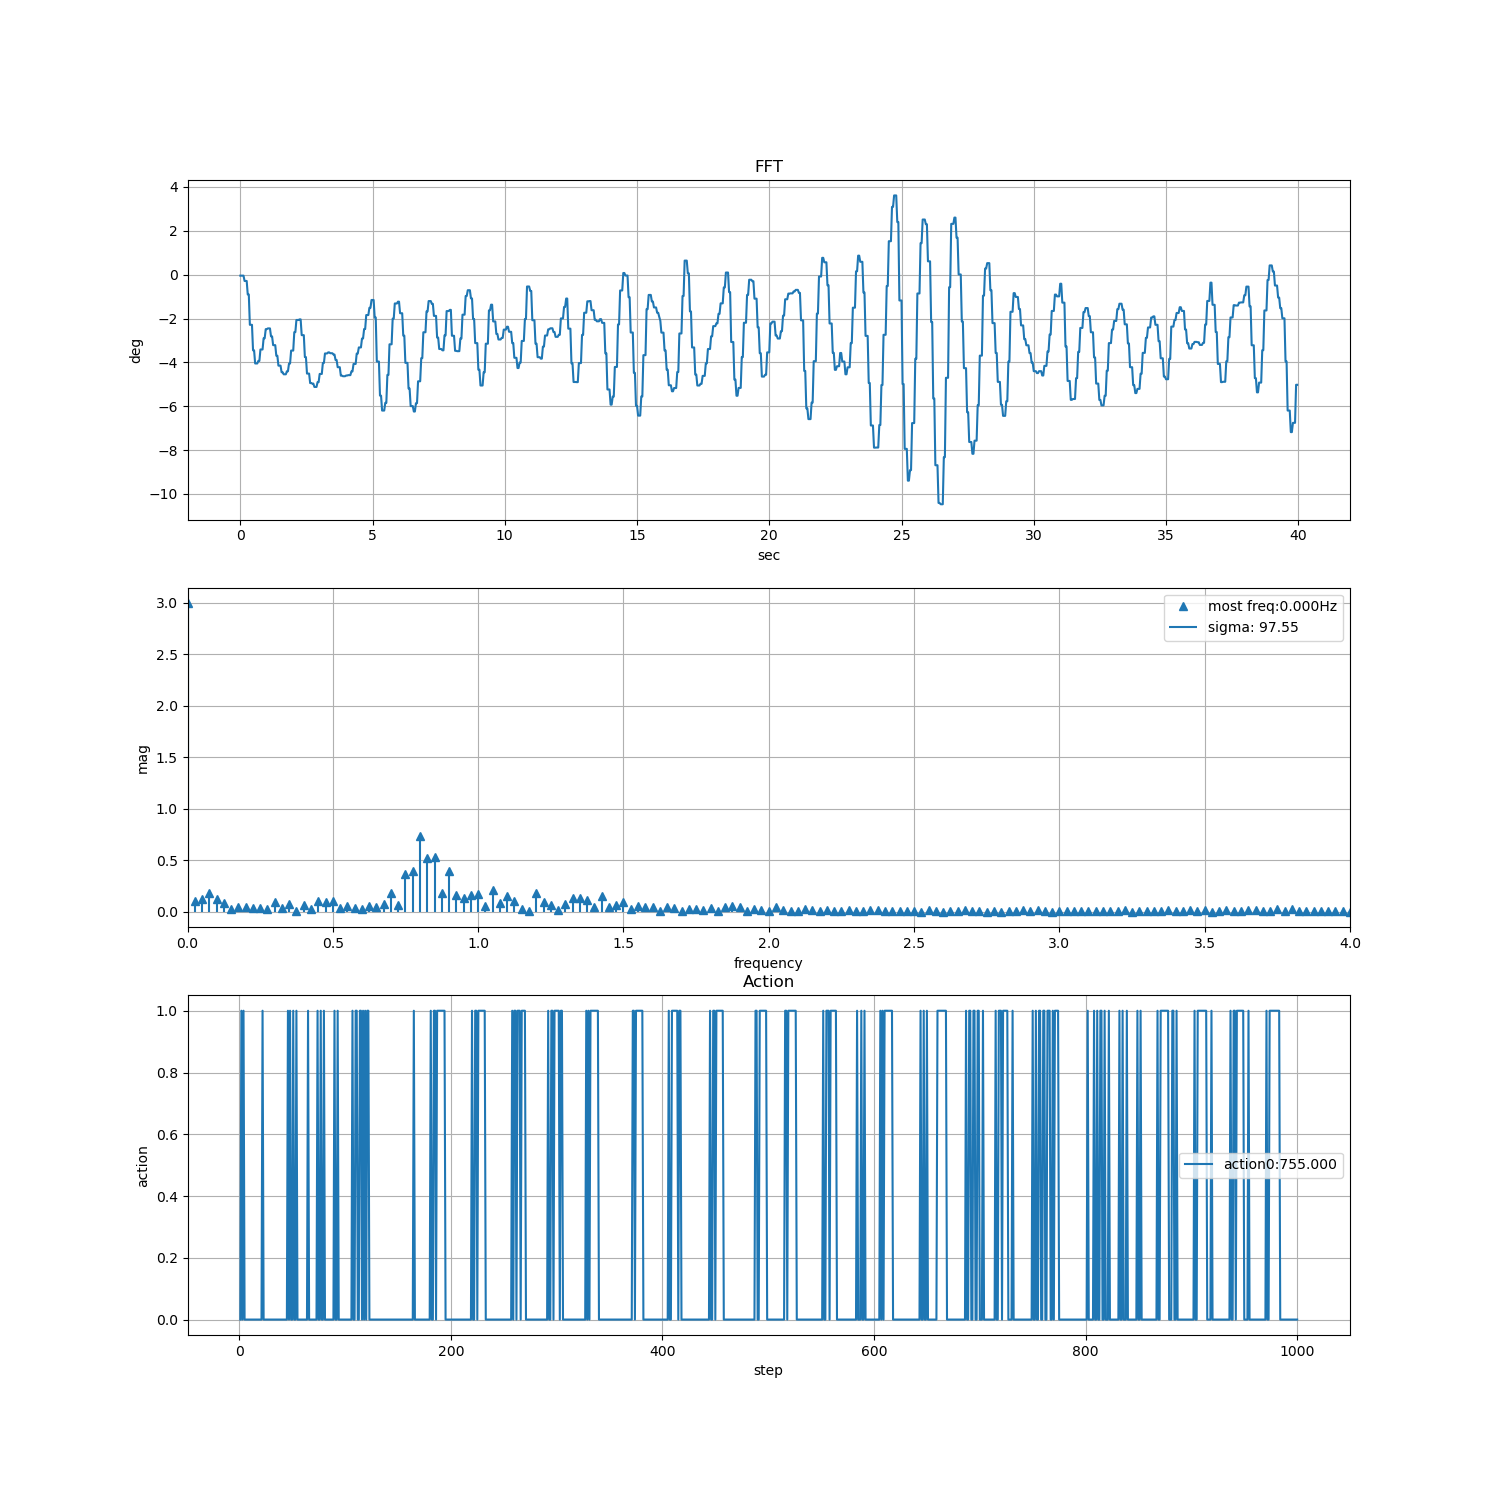 FFT
4
2
0
−2
−4
−6
−8
−10
deg
0 5 10 15 20 25 30 35 40
sec
3.0
2.5
2.0
1.5
1.0
0.5
0.0
mag
most freq:0.000Hz
sigma: 97.55
0.0 0.5 1.0 1.5 2.0 2.5 3.0 3.5 4.0
frequency
Action
1.0
0.8
0.6
0.4
0.2
0.0
action
action0:755.000
0 200 400 600 800 1000
step